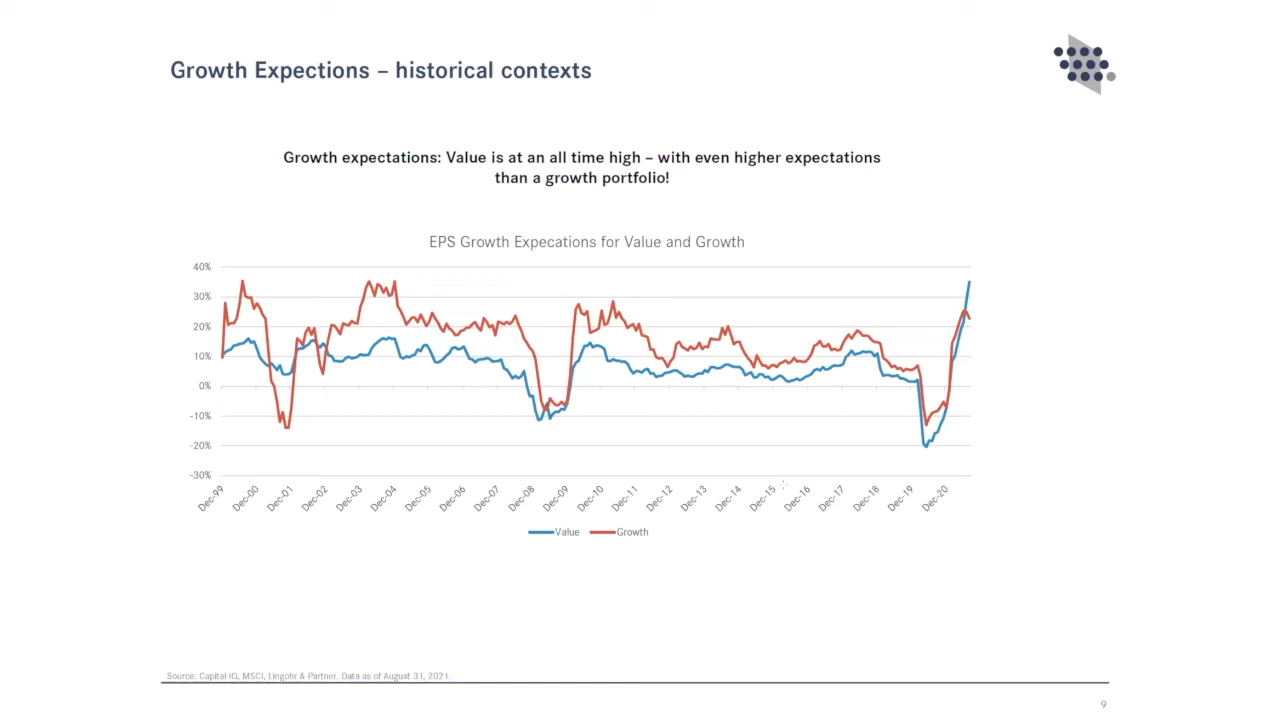 Growth Expections – historical contexts
Growth expectations: Value is at an all time high – with even higher expectations
than a growth portfolio!
EPS Growth Expecations for Value and Growth
40%
30%
20%
10%
0%
-10%
-20%
-30%
Dec-99 Dec-00 Dec-01 Dec-02 Dec-03 Dec-04 Dec-05 Dec-06 Dec-07 Dec-08 Dec-09 Dec-10 Dec-11 Dec-12 Dec-13 Dec-14 Dec-15 Dec-16 Dec-17 Dec-18 Dec-19 Dec-20
Value Growth
Source: Capital IQ, MSCI, Lingohr & Partner. Data as of August 31, 2021.
9